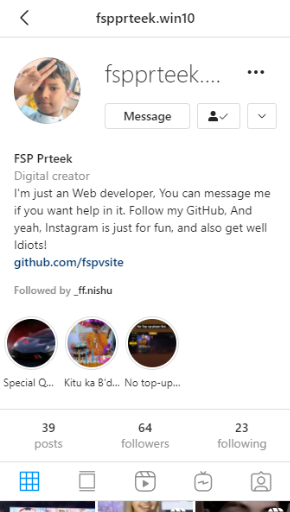 fspprteek.win10
fspprteek....
Message
FSP Prteek
Digital creator
I'm just an Web developer, You can message me
if you want help in it. Follow my GitHub, And
yeah, Instagram is just for fun, and also get well
Idiots!
github.com/fspvsite
Followed by _ff.nishu
Special Q... Kitu ka B'd... No top-up...
39 64 23
posts followers following